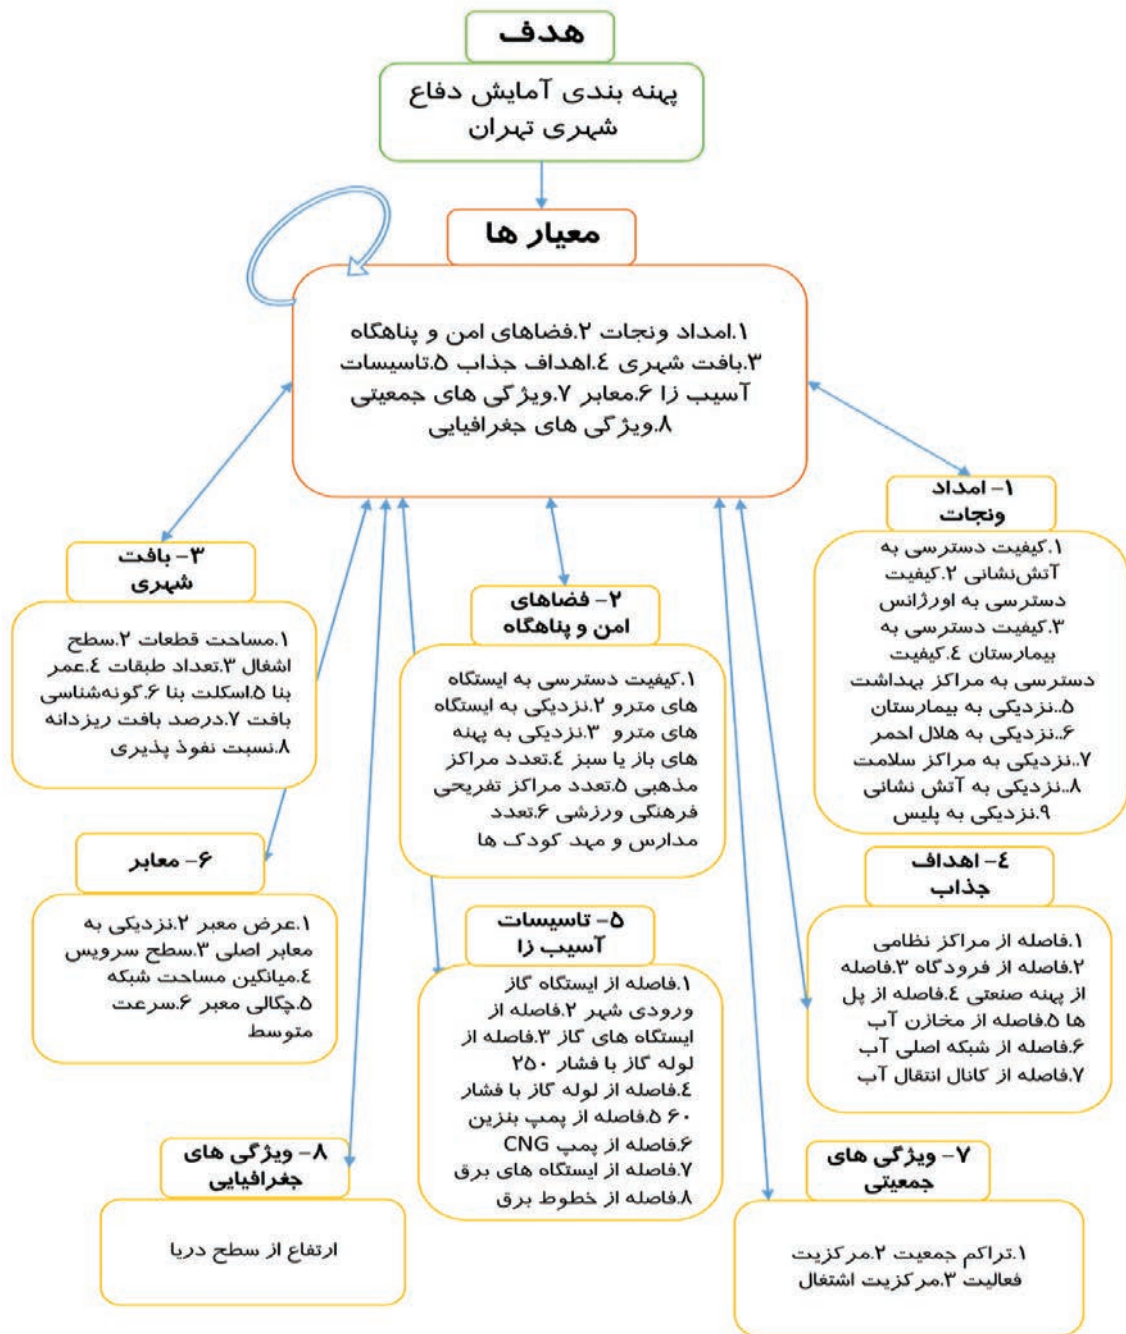 هدف
پهنه بندی آمایش دفاع
شهری تهران
معیار ها
۱.امداد ونجات ۲.فضاهای امن و پناهگاه
۳.بافت شهری ٤.اهداف جذاب ۵.تاسیسات
آسیب زا ۶.معابر ۷.ویژگی های جمعیتی
۸.ویژگی های جغرافیایی
۱- امداد
ونجات
۱.کیفیت دسترسی به
آتش‌نشانی ۲.کیفیت
دسترسی به اورژانس
۳.کیفیت دسترسی به
بیمارستان ٤.کیفیت
دسترسی به مراکز بهداشت
۵..نزدیکی به بیمارستان
۶..نزدیکی به هلال احمر
۷..نزدیکی به مراکز سلامت
۸..نزدیکی به آتش نشانی
۹.نزدیکی به پلیس
۲- فضاهای
امن و پناهگاه
۱.کیفیت دسترسی به ایستگاه
های مترو ۲.نزدیکی به ایستگاه
های مترو ۳.نزدیکی به پهنه
های باز یا سبز ٤.تعدد مراکز
مذهبی ۵.تعدد مراکز تفریحی
فرهنگی ورزشی ۶.تعدد
مدارس و مهد کودک ها
۳- بافت
شهری
۱.مساحت قطعات ۲.سطح
اشغال ۳.تعداد طبقات ٤.عمر
بنا ۵.اسکلت بنا ۶.گونه‌شناسی
بافت ۷.درصد بافت ریزدانه
۸.نسبت نفوذ پذیری
٤- اهداف
جذاب
۱.فاصله از مراکز نظامی
۲.فاصله از فرودگاه ۳.فاصله
از پهنه صنعتی ٤.فاصله از پل
ها ۵.فاصله از مخازن آب
۶.فاصله از شبکه اصلی آب
۷.فاصله از کانال انتقال آب
۵- تاسیسات
آسیب زا
۱.فاصله از ایستگاه گاز
ورودی شهر ۲.فاصله از
ایستگاه های گاز ۳.فاصله از
لوله گاز با فشار ۲۵۰
٤.فاصله از لوله گاز با فشار
۶۰ ۵.فاصله از پمپ بنزین
۶.فاصله از پمپ CNG
۷.فاصله از ایستگاه های برق
۸.فاصله از خطوط برق
۶- معابر
۱.عرض معبر ۲.نزدیکی به
معابر اصلی ۳.سطح سرویس
٤.میانگین مساحت شبکه
۵.چگالی معبر ۶.سرعت
متوسط
۷- ویژگی های
جمعیتی
۱.تراکم جمعیت ۲.مرکزیت
فعالیت ۳.مرکزیت اشتغال
۸- ویژگی های
جغرافیایی
ارتفاع از سطح دریا